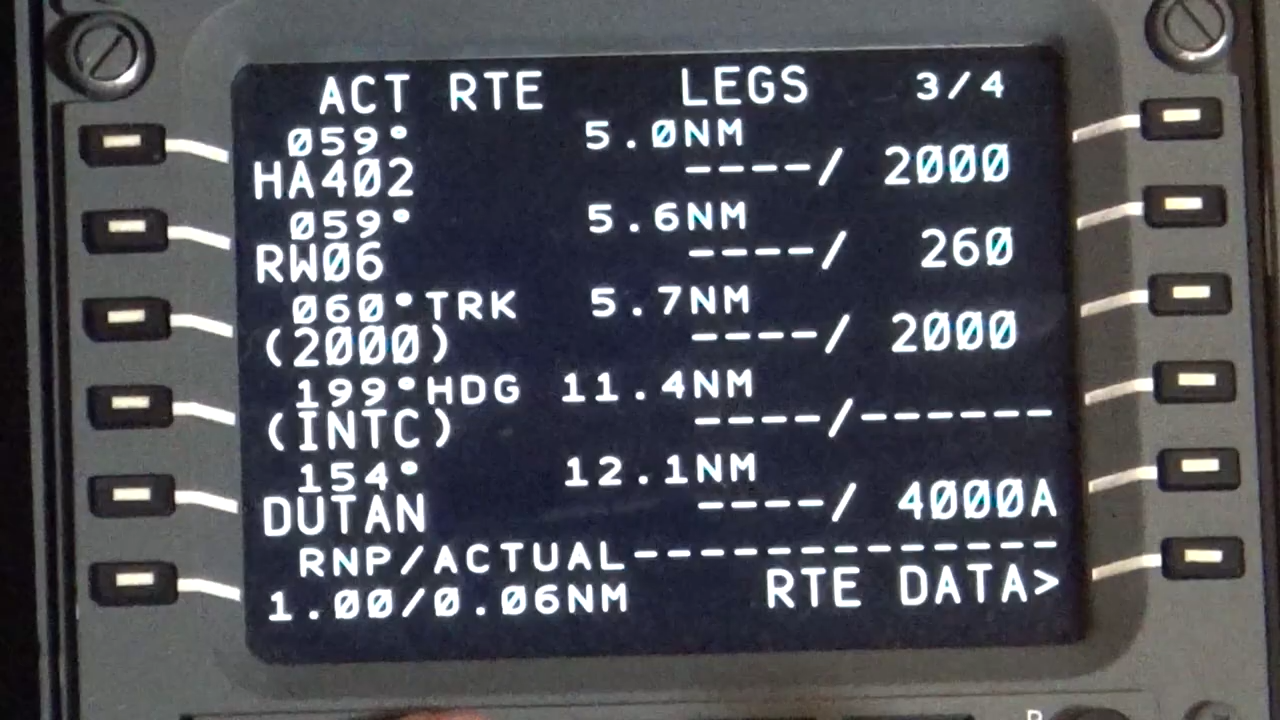 ACT RTE LEGS 3/4
059° 5.0NM
HA402 ----/ 2000
059° 5.6NM
RW06 ----/ 260
060°TRK 5.7NM
(2000) ----/ 2000
199°HDG 11.4NM
(INTC) ----/------
154° 12.1NM
DUTAN ----/ 4000A
RNP/ACTUAL-------------
1.00/0.06NM RTE DATA>